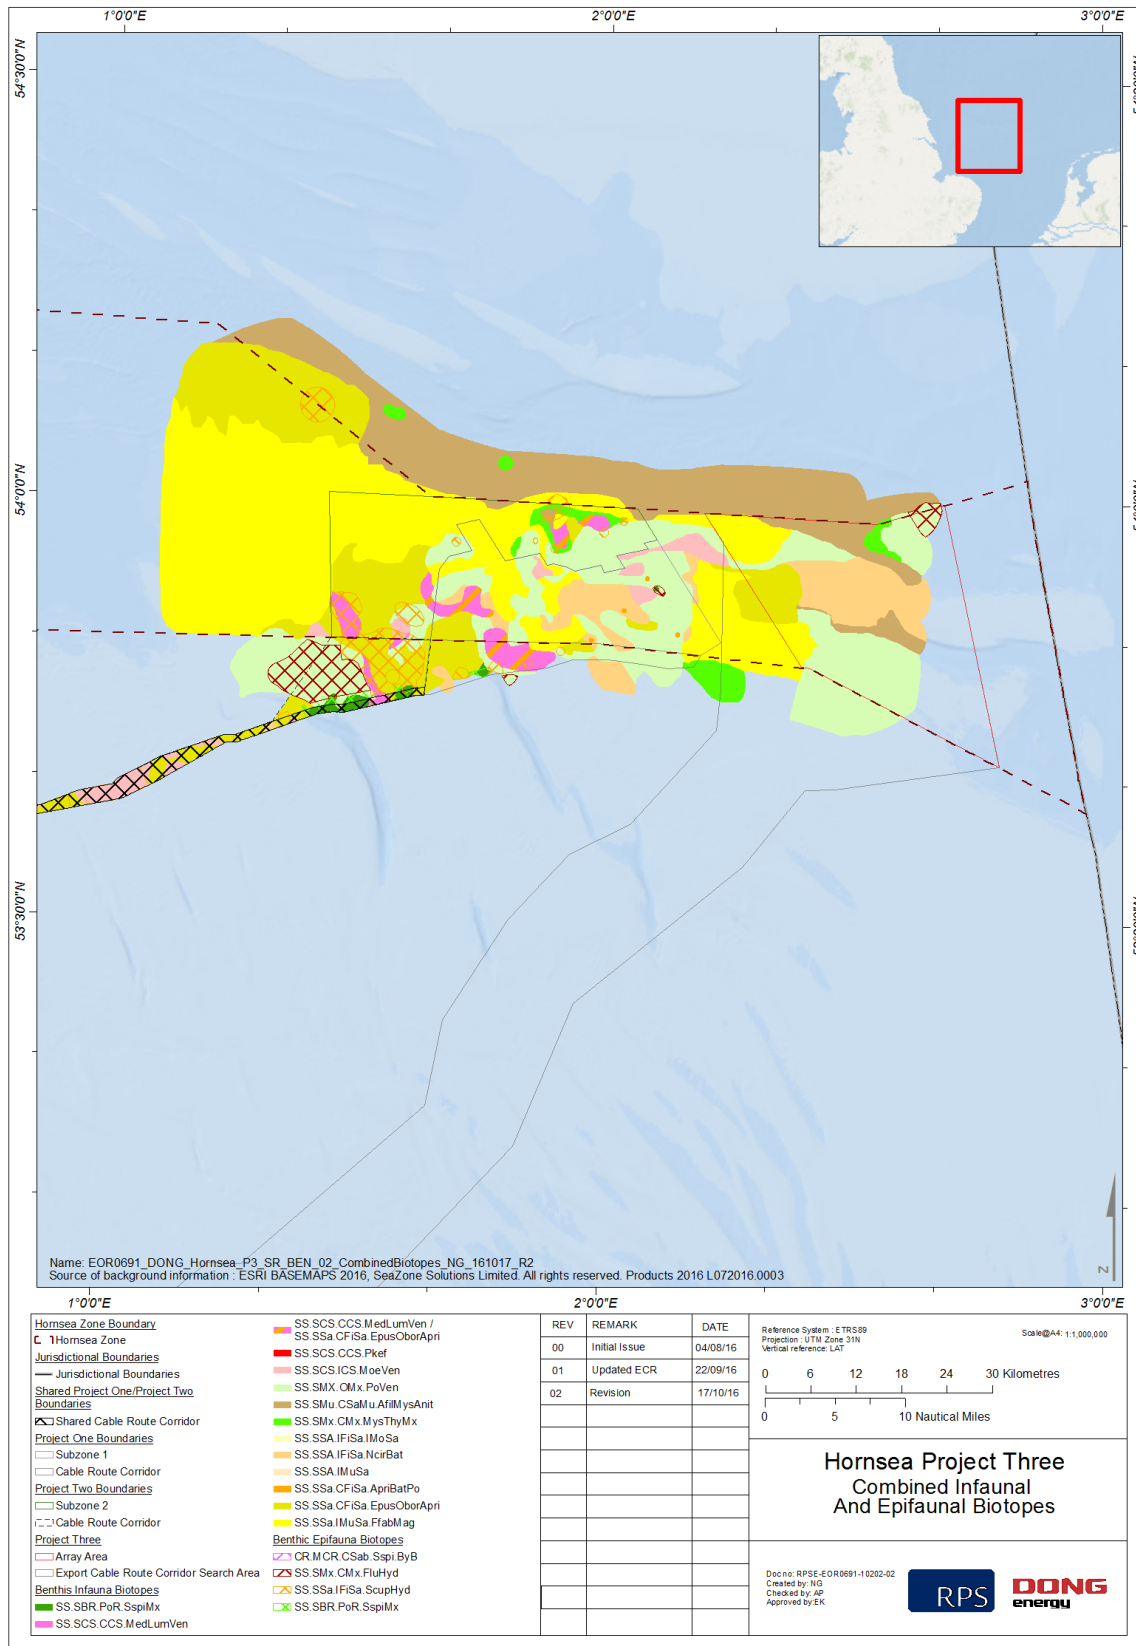 1°0'0"E
2°0'0"E
3°0'0"E
54°30'0"N
54°0'0"N
53°30'0"N
Name: EOR0691_DONG_Hornsea_P3_SR_BEN_02_CombinedBiotopes_NG_161017_R2
Source of background information : ESRI BASEMAPS 2016, SeaZone Solutions Limited. All rights reserved. Products 2016 L072016.0003
Z
1°0'0"E
2°0'0"E
3°0'0"E
Hornsea Zone Boundary
Hornsea Zone
Jurisdictional Boundaries
Jurisdictional Boundaries
Shared Project One/Project Two
Boundaries
Shared Cable Route Corridor
Project One Boundaries
Subzone 1
Cable Route Corridor
Project Two Boundaries
Subzone 2
Cable Route Corridor
Project Three
Array Area
Export Cable Route Corridor Search Area
Benthis Infauna Biotopes
SS.SBR.PoR.SspiMx
SS.SCS.CCS.MedLumVen
SS.SCS.CCS.MedLumVen /
SS.SSa.CFiSa.EpusOborApri
SS.SCS.CCS.Pkef
SS.SCS.ICS.MoeVen
SS.SMX.OMx.PoVen
SS.SMu.CSaMu.AfilMysAnit
SS.SMx.CMx.MysThyMx
SS.SSA.IFiSa.IMoSa
SS.SSA.IFiSa.NcirBat
SS.SSA.IMuSa
SS.SSa.CFiSa.ApriBatPo
SS.SSa.CFiSa.EpusOborApri
SS.SSa.IMuSa.FfabMag
Benthic Epifauna Biotopes
CR.MCR.CSab.Sspi.ByB
SS.SMx.CMx.FluHyd
SS.SSa.IFiSa.ScupHyd
SS.SBR.PoR.SspiMx
REV REMARK DATE
00 Initial Issue 04/08/16
01 Updated ECR 22/09/16
02 Revision 17/10/16
Reference System : ETRS89
Projection : UTM Zone 31N
Vertical reference: LAT
Scale@A4: 1:1,000,000
0 6 12 18 24 30 Kilometres
0 5 10 Nautical Miles
Hornsea Project Three
Combined Infaunal
And Epifaunal Biotopes
Doc no: RPSE-EOR0691-10202-02
Created by: NG
Checked by: AP
Approved by:EK
RPS
DONG
energy